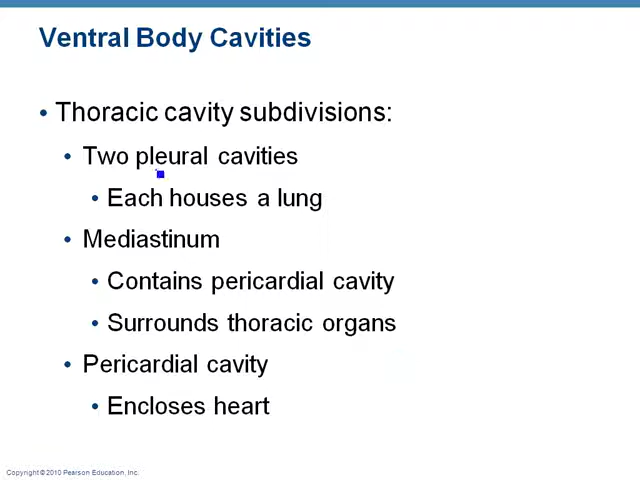 Ventral Body Cavities
• Thoracic cavity subdivisions:
• Two pleural cavities
• Each houses a lung
• Mediastinum
• Contains pericardial cavity
• Surrounds thoracic organs
• Pericardial cavity
• Encloses heart
Copyright © 2010 Pearson Education, Inc.